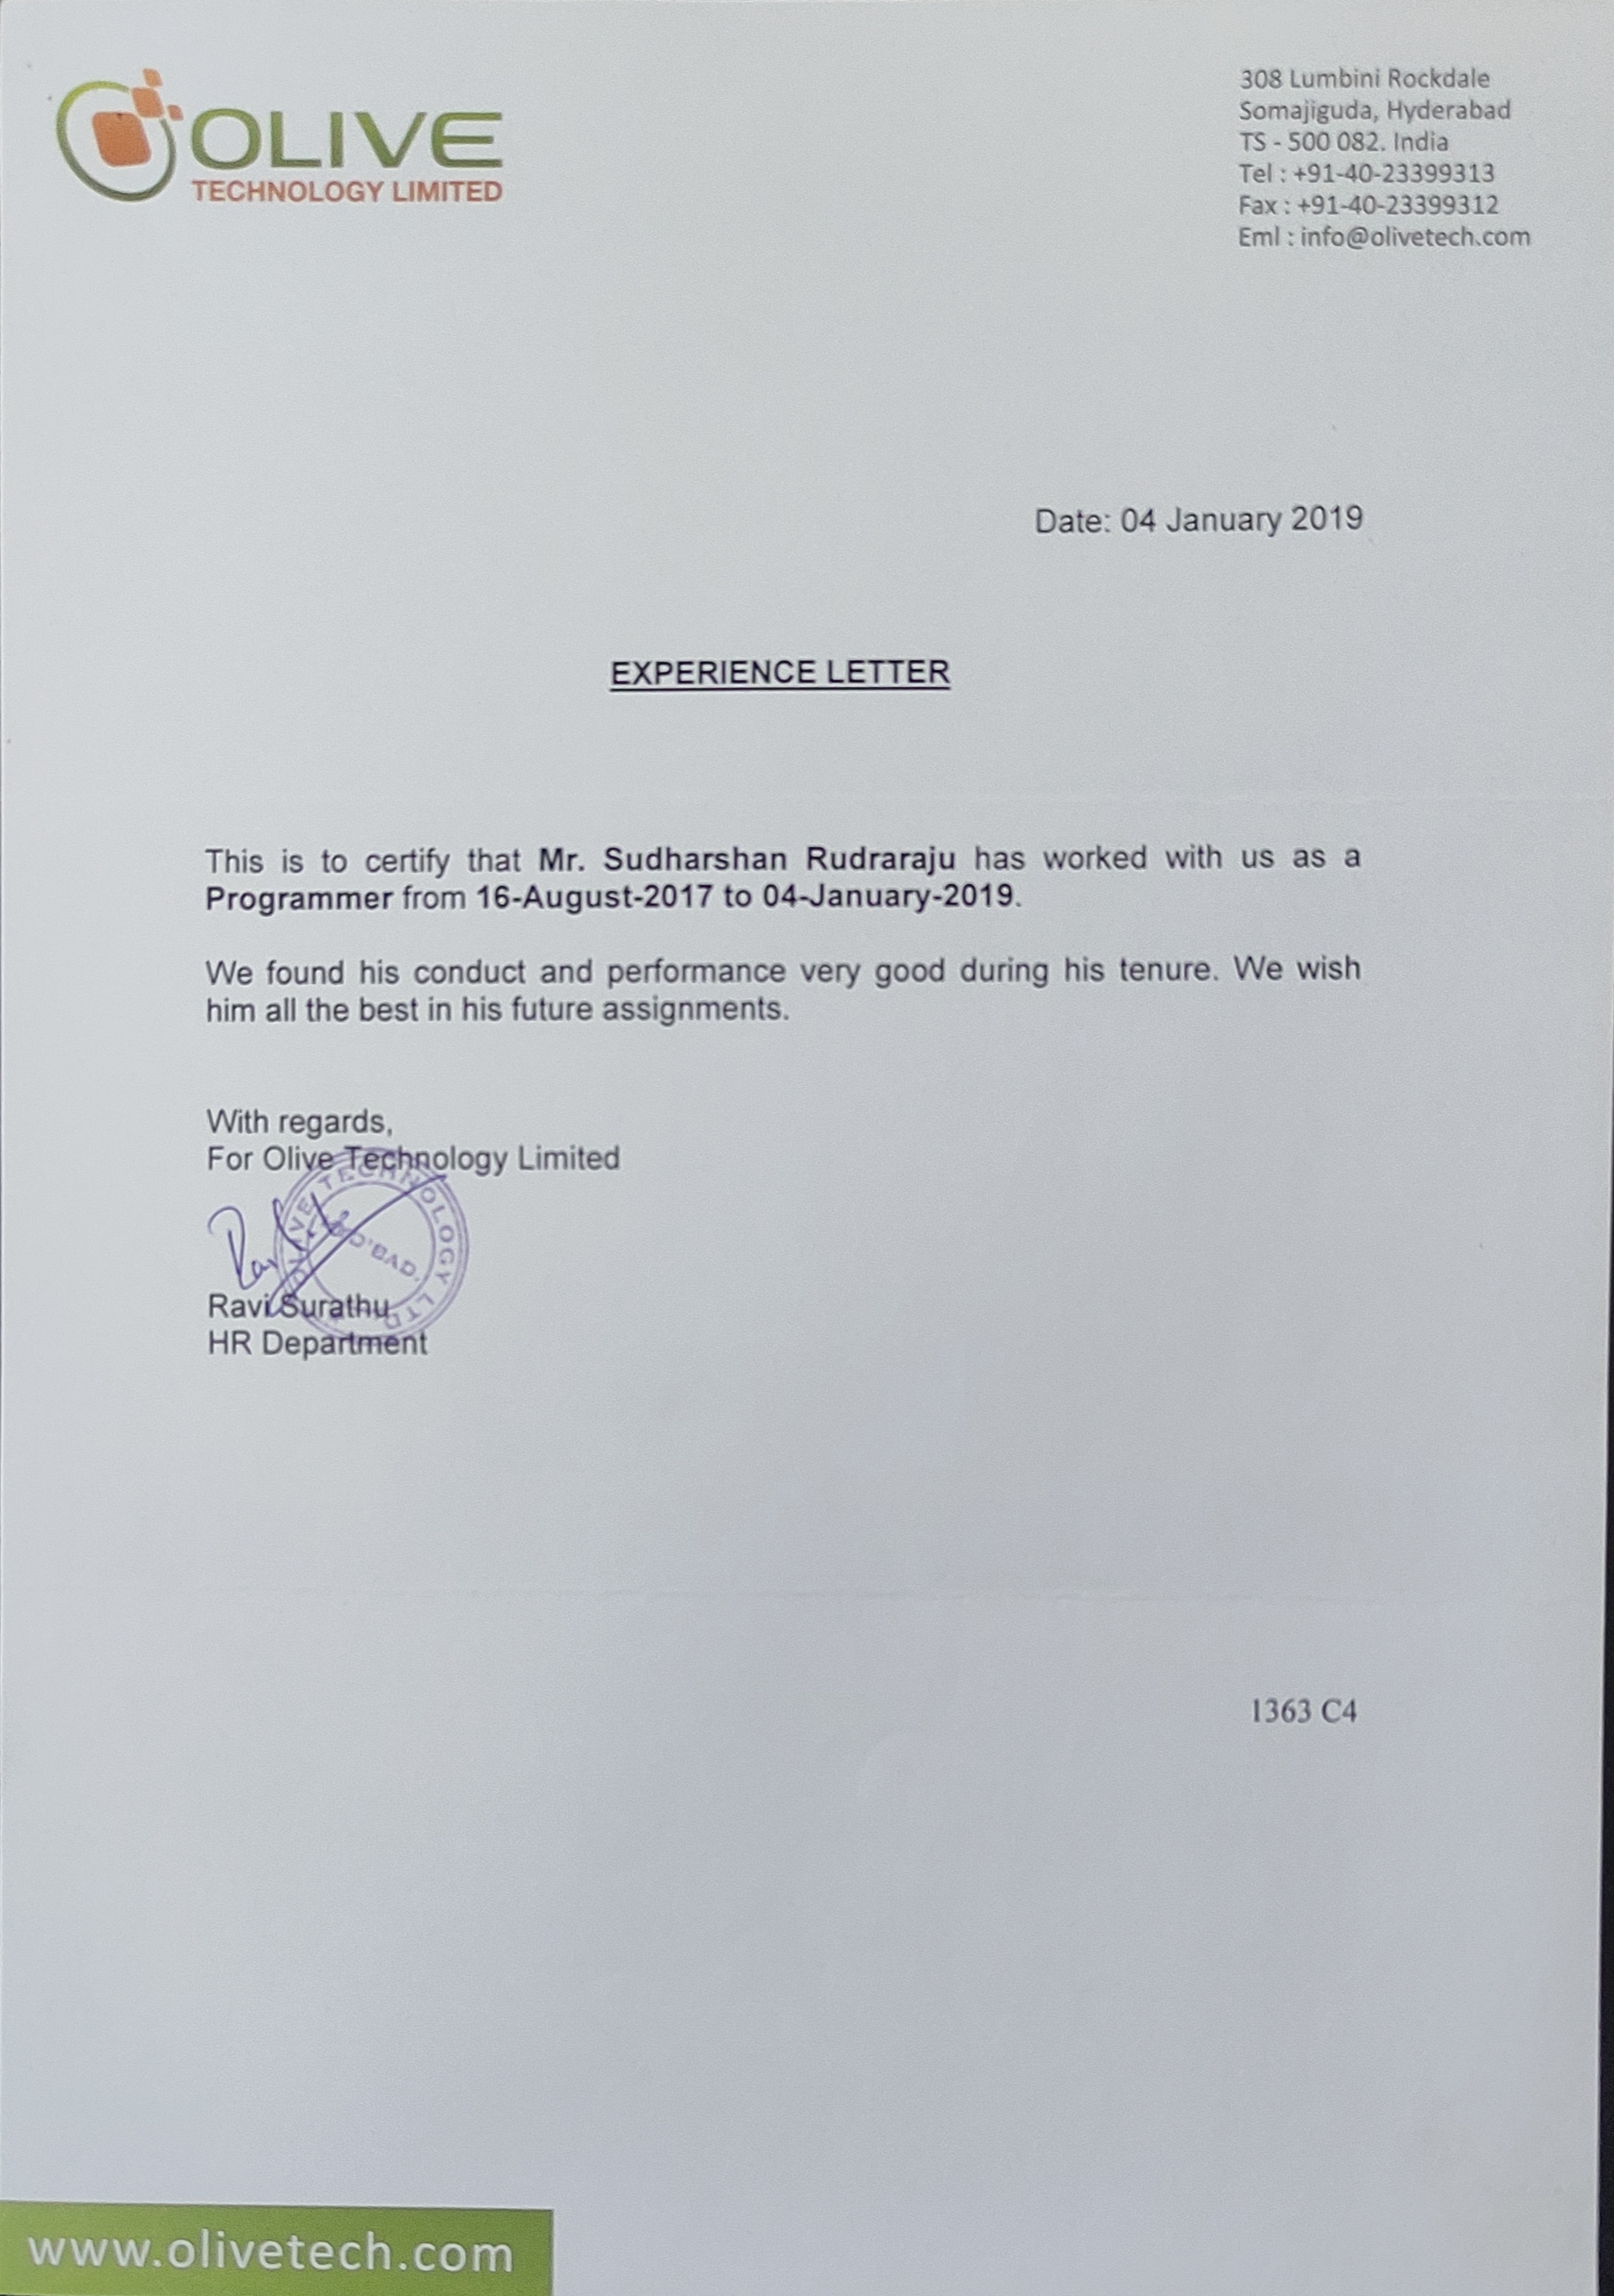 OLIVE
TECHNOLOGY LIMITED
308 Lumbini Rockdale
Somajiguda, Hyderabad
TS - 500 082. India
Tel : +91-40-23399313
Fax : +91-40-23399312
Eml : info@olivetech.com
Date: 04 January 2019
EXPERIENCE LETTER
This is to certify that Mr. Sudharshan Rudraraju has worked with us as a
Programmer from 16-August-2017 to 04-January-2019.
We found his conduct and performance very good during his tenure. We wish
him all the best in his future assignments.
With regards,
For Olive Technology Limited
OLIVE TECHNOLOGY LTD.
Ravi Surathu
HR Department
1363 C4
www.olivetech.com